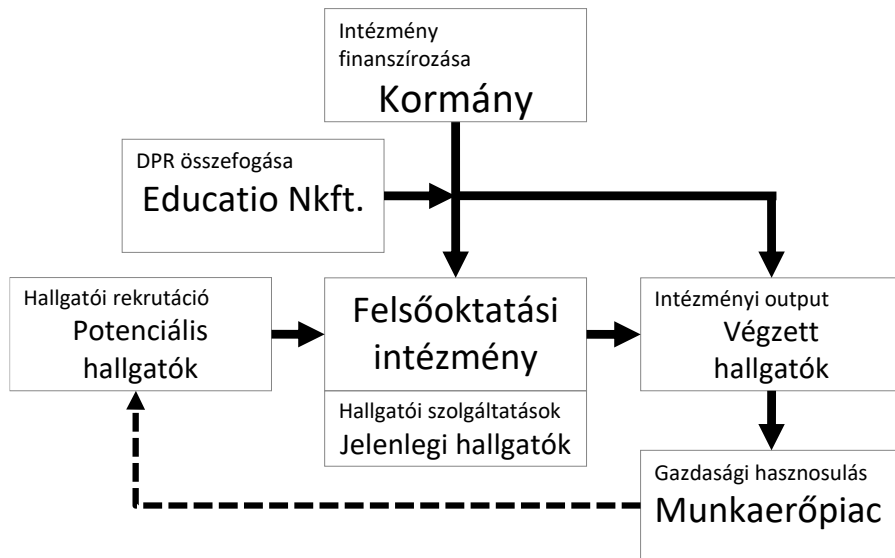 Intézmény
finanszírozása
Kormány
DPR összefogása
Educatio Nkft.
Hallgatói rekrutáció
Potenciális
hallgatók
Felsőoktatási
intézmény
Hallgatói szolgáltatások
Jelenlegi hallgatók
Intézményi output
Végzett
hallgatók
Gazdasági hasznosulás
Munkaerőpiac